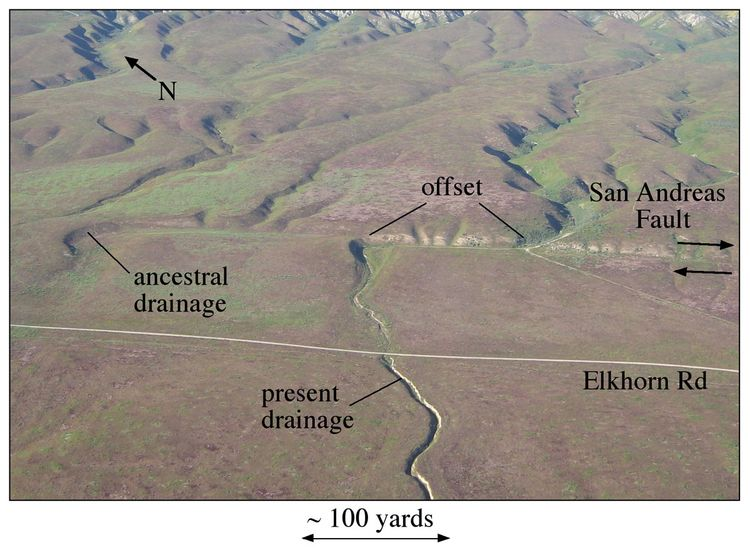 N
offset
San Andreas
Fault
ancestral
drainage
Elkhorn Rd
present
drainage
~ 100 yards